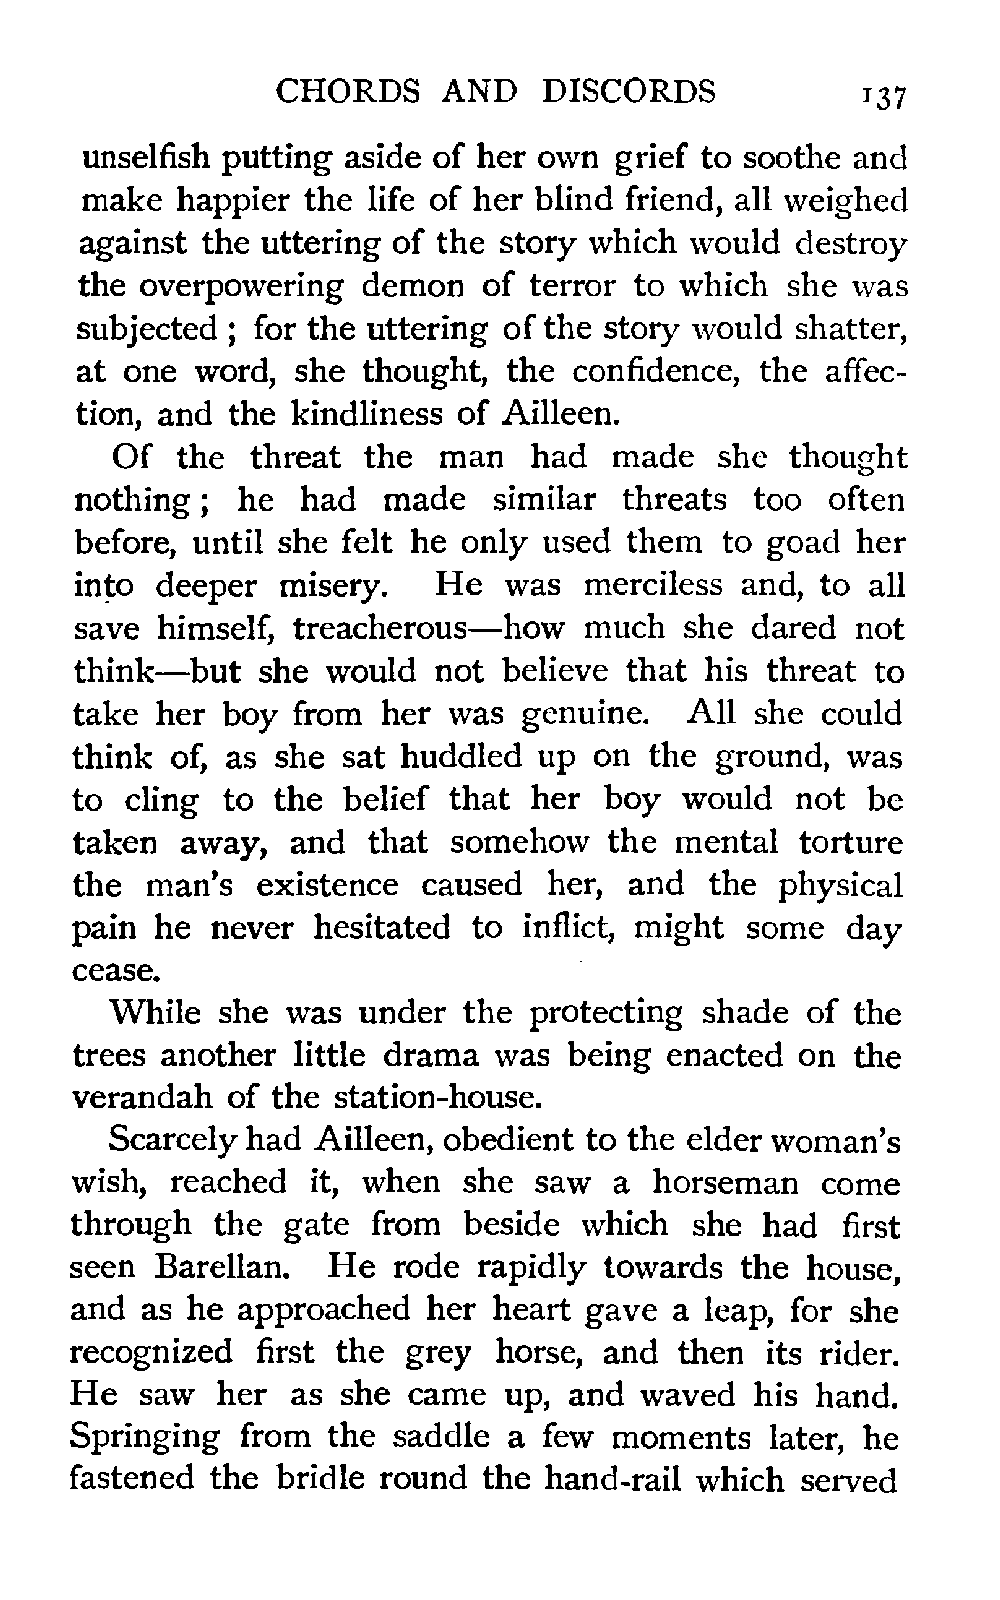 CHORDS AND DISCORDS 137
unselfish putting aside of her own grief to soothe and
make happier the life of her blind friend, all weighed
against the uttering of the story which would destroy
the overpowering demon of terror to which she was
subjected ; for the uttering of the story would shatter,
at one word, she thought, the confidence, the affec-
tion, and the kindliness of Ailleen.
Of the threat the man had made she thought
nothing ; he had made similar threats too often
before, until she felt he only used them to goad her
into deeper misery. He was merciless and, to all
save himself, treacherous—how much she dared not
think—but she would not believe that his threat to
take her boy from her was genuine. All she could
think of, as she sat huddled up on the ground, was
to cling to the belief that her boy would not be
taken away, and that somehow the mental torture
the man's existence caused her, and the physical
pain he never hesitated to inflict, might some day
cease.
While she was under the protecting shade of the
trees another little drama was being enacted on the
verandah of the station-house.
Scarcely had Ailleen, obedient to the elder woman's
wish, reached it, when she saw a horseman come
through the gate from beside which she had first
seen Barellan. He rode rapidly towards the house,
and as he approached her heart gave a leap, for she
recognized first the grey horse, and then its rider.
He saw her as she came up, and waved his hand.
Springing from the saddle a few moments later, he
fastened the bridle round the hand-rail which served